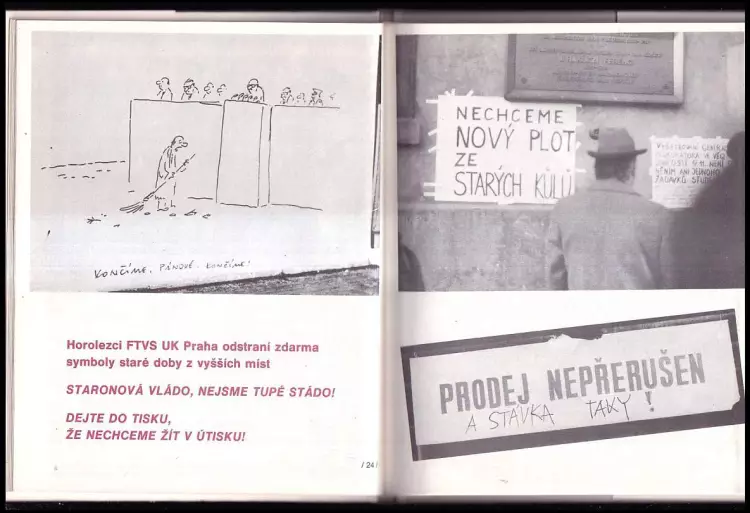 KONČÍME, PÁNOVÉ, KONČÍME!
Horolezci FTVS UK Praha odstraní zdarma
symboly staré doby z vyšších míst
STARONOVÁ VLÁDO, NEJSME TUPÉ STÁDO!
DEJTE DO TISKU,
ŽE NECHCEME ŽÍT V ÚTISKU!
/24/
NECHCEME
NOVÝ PLOT
ZE
STARÝCH KŮLŮ
PRODEJ NEPŘERUŠEN
A STÁVKA TAKY!